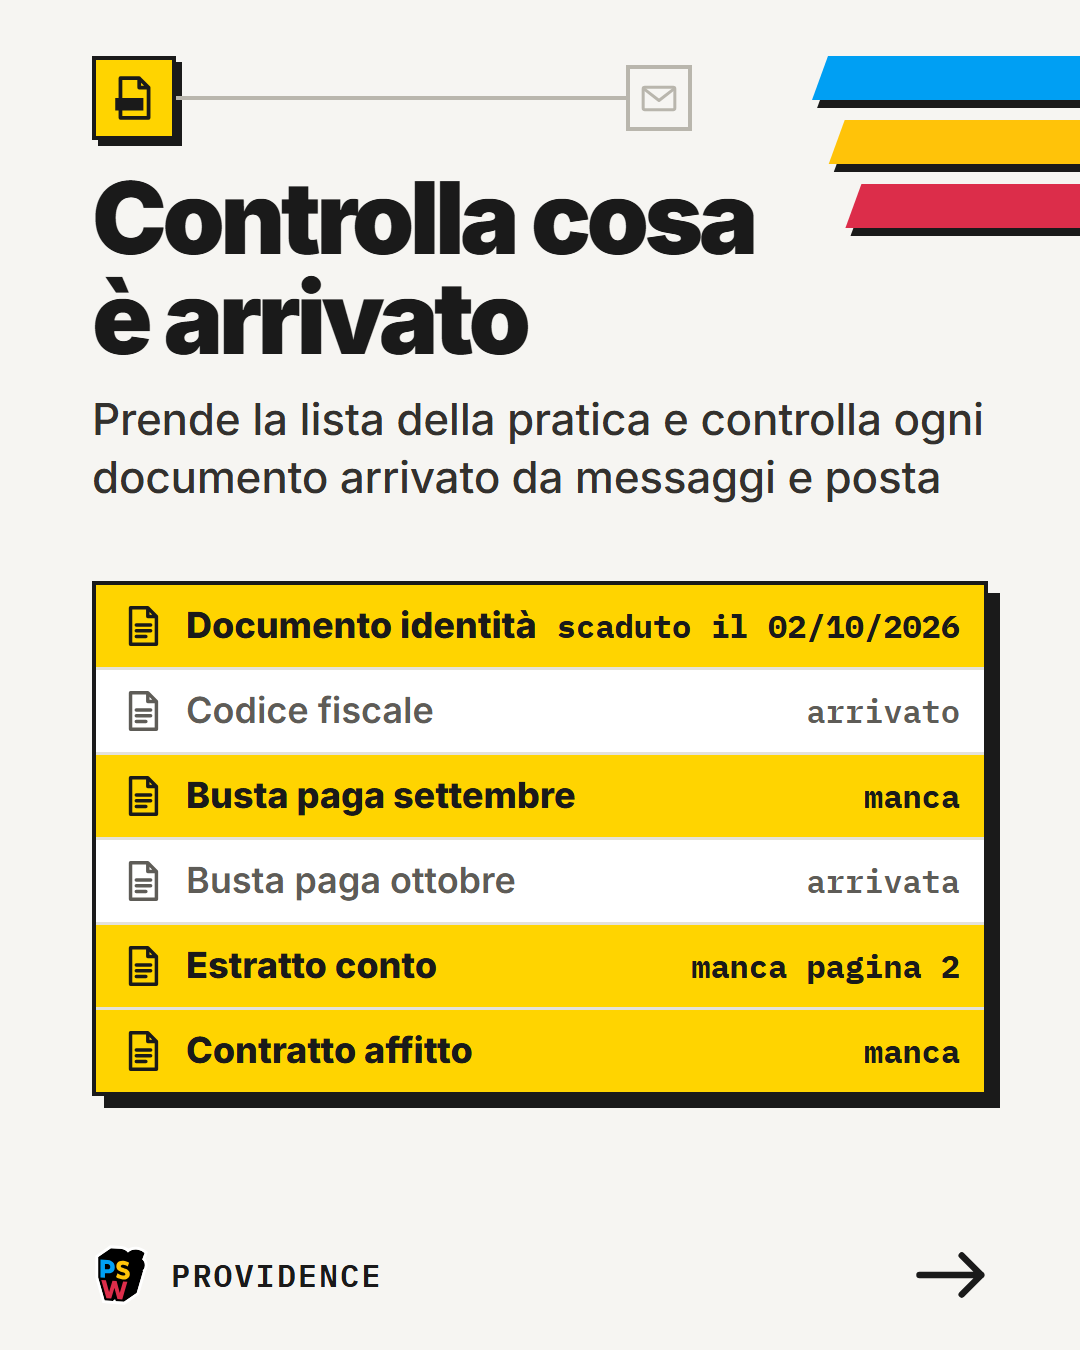 Controlla cosa
è arrivato
Prende la lista della pratica e controlla ogni
documento arrivato da messaggi e posta
Documento identità scaduto il 02/10/2026
Codice fiscale arrivato
Busta paga settembre manca
Busta paga ottobre arrivata
Estratto conto manca pagina 2
Contratto affitto manca
PSW PROVIDENCE